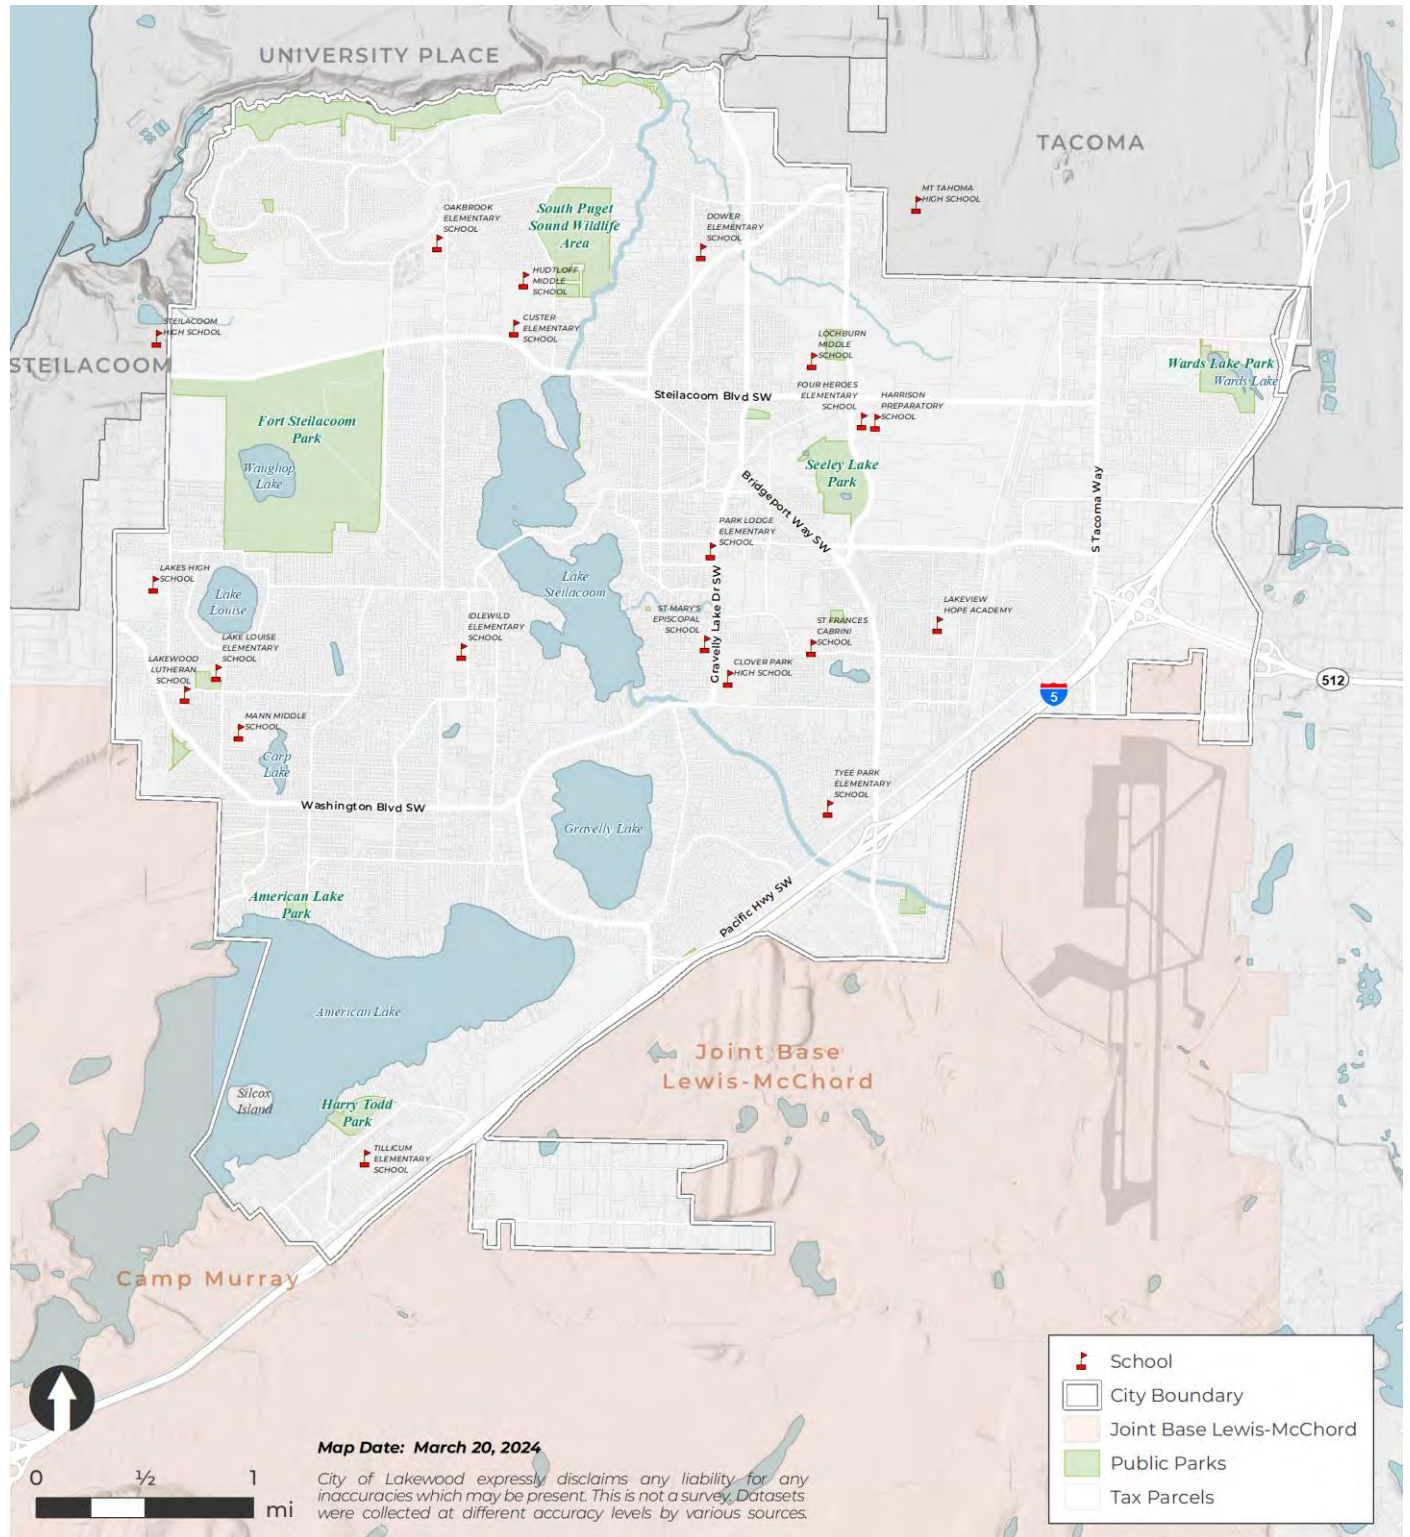 UNIVERSITY PLACE
TACOMA
MT TAHOMA
HIGH SCHOOL
OAKBROOK
ELEMENTARY
SCHOOL
South Puget
Sound Wildlife
Area
DOWER
ELEMENTARY
SCHOOL
HUDTLOFF
MIDDLE
SCHOOL
CUSTER
ELEMENTARY
SCHOOL
STEILACOOM
HIGH SCHOOL
STEILACOOM
LOCHBURN
MIDDLE
SCHOOL
Wards Lake Park
Wards Lake
Steilacoom Blvd SW
FOUR HEROES
ELEMENTARY
SCHOOL
HARRISON
PREPARATORY
SCHOOL
Fort Steilacoom
Park
Waughop
Lake
Seeley Lake
Park
Bridgeport Way SW
S Tacoma Way
PARK LODGE
ELEMENTARY
SCHOOL
LAKES HIGH
SCHOOL
Lake
Louise
Lake
Steilacoom
Gravelly Lake Dr SW
ST MARY'S
EPISCOPAL
SCHOOL
LAKEVIEW
HOPE ACADEMY
IDLEWILD
ELEMENTARY
SCHOOL
ST FRANCES
CABRINI
SCHOOL
LAKE LOUISE
ELEMENTARY
SCHOOL
LAKEWOOD
LUTHERAN
SCHOOL
CLOVER PARK
HIGH SCHOOL
512
5
MANN MIDDLE
SCHOOL
Carp
Lake
TYEE PARK
ELEMENTARY
SCHOOL
Washington Blvd SW
Gravelly Lake
American Lake
Park
Pacific Hwy SW
American Lake
Joint Base
Lewis-McChord
Silcox
Island
Harry Todd
Park
TILLICUM
ELEMENTARY
SCHOOL
Camp Murray
School
City Boundary
Joint Base Lewis-McChord
Public Parks
Tax Parcels
Map Date: March 20, 2024
City of Lakewood expressly disclaims any liability for any
inaccuracies which may be present. This is not a survey. Datasets
were collected at different accuracy levels by various sources.
0 ½ 1
mi